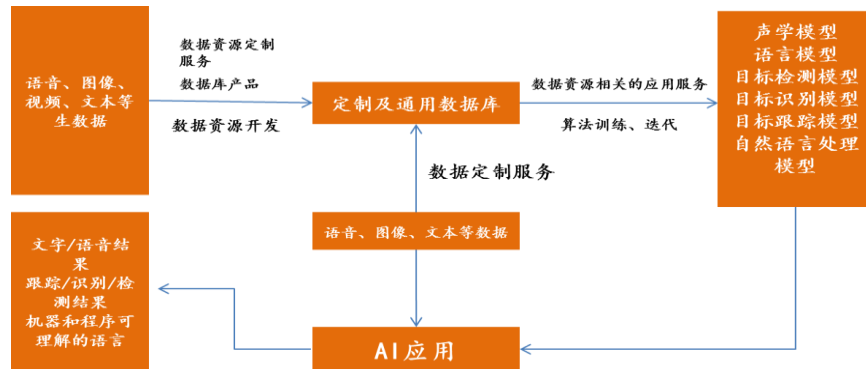 语音、图像、
视频、文本等
生数据
数据资源定制
服务
数据库产品
数据资源开发
定制及通用数据库
数据资源相关的应用服务
算法训练、迭代
声学模型
语言模型
目标检测模型
目标识别模型
目标跟踪模型
自然语言处理
模型
数据定制服务
语音、图像、文本等数据
文字/语音结
果
跟踪/识别/检
测结果
机器和程序可
理解的语言
AI应用